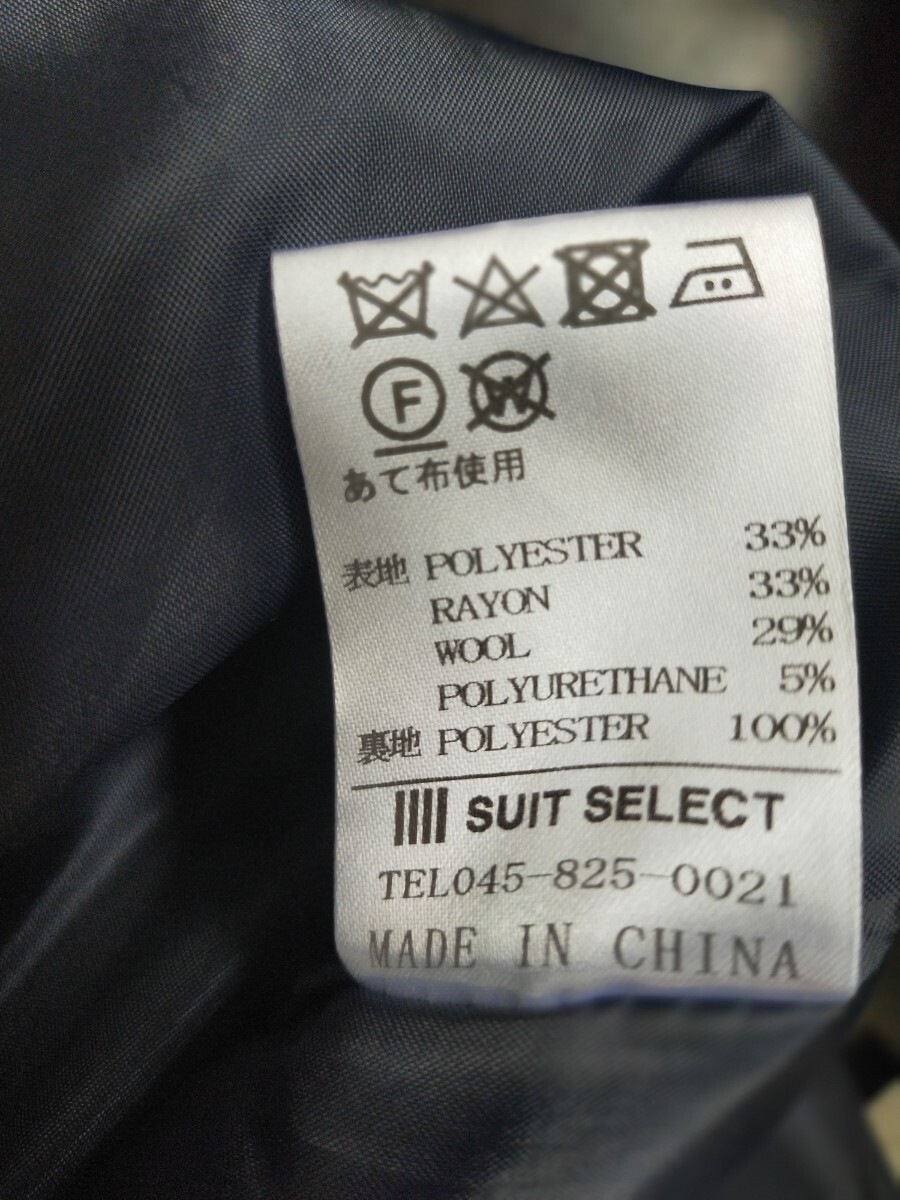 F W
あて布使用
表地 POLYESTER 33%
RAYON 33%
WOOL 29%
POLYURETHANE 5%
裏地 POLYESTER 100%
SUIT SELECT
TEL045-825-0021
MADE IN CHINA